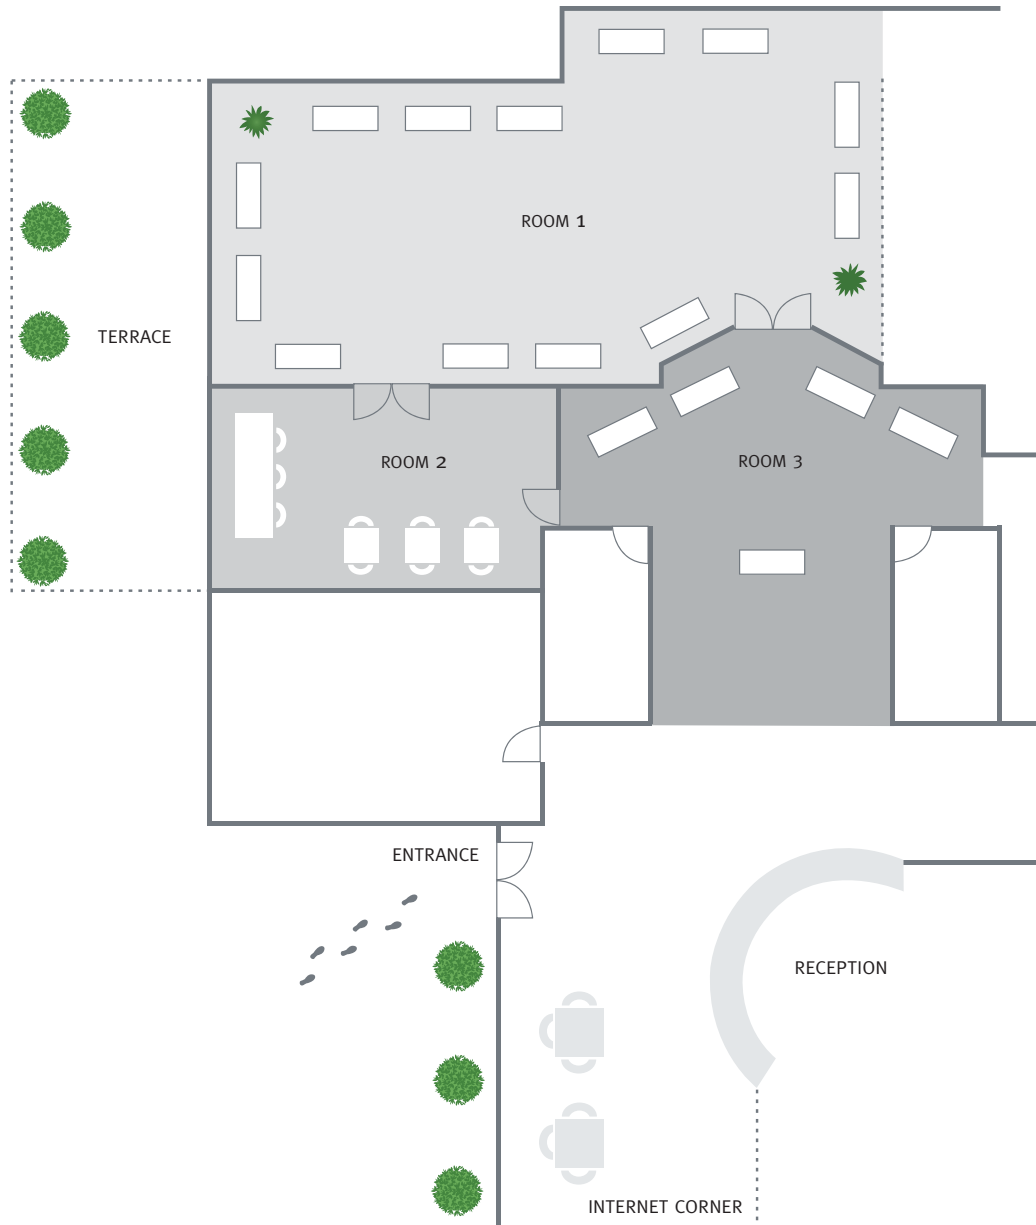 ROOM 1
TERRACE
ROOM 2
ROOM 3
ENTRANCE
RECEPTION
INTERNET CORNER